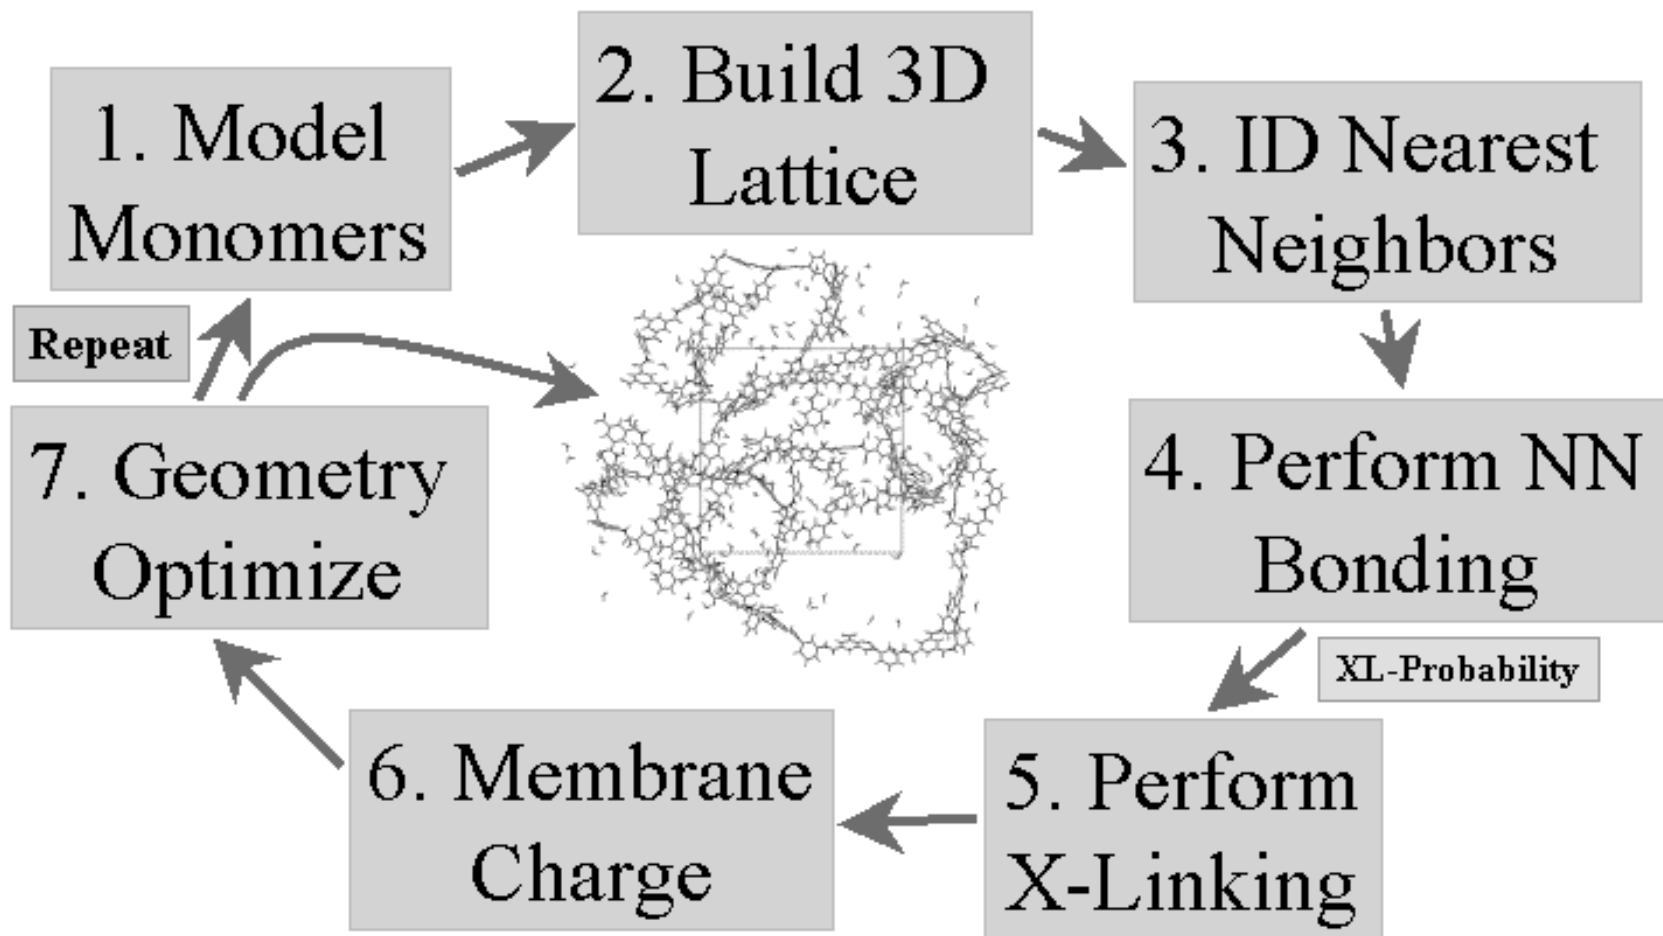 1. Model
Monomers
2. Build 3D
Lattice
3. ID Nearest
Neighbors
4. Perform NN
Bonding
XL-Probability
5. Perform
X-Linking
6. Membrane
Charge
7. Geometry
Optimize
Repeat